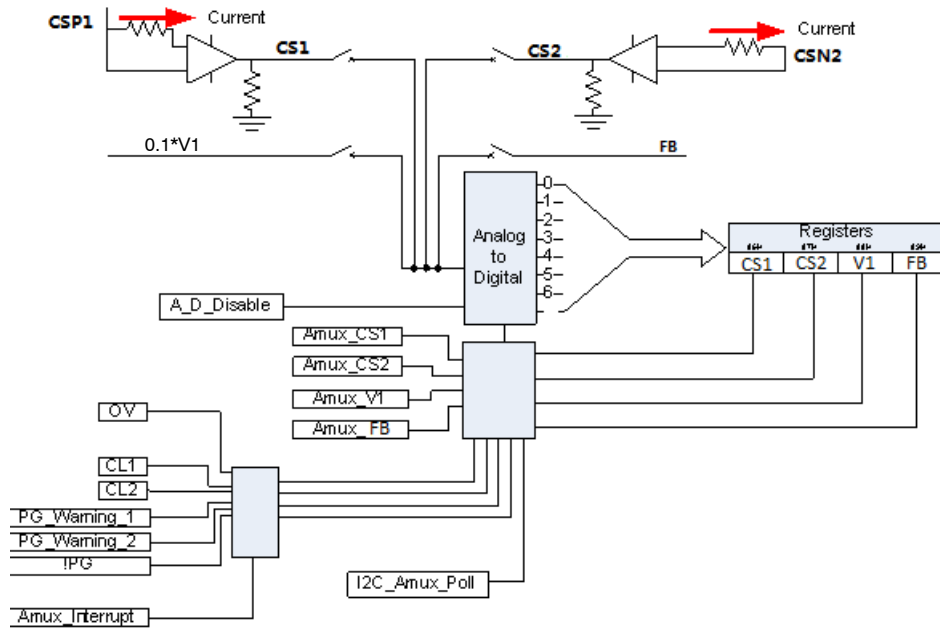 CSP1
Current
CS1
CS2
Current
CSN2
0.1*V1
FB
Analog
to
Digital
0
1
2
3
4
5
6
Registers
CS1 CS2 V1 FB
A_D_Disable
Amux_CS1
Amux_CS2
Amux_V1
Amux_FB
OV
CL1
CL2
PG_Warning_1
PG_Warning_2
!PG
I2C_Amux_Poll
Amux_Interrupt